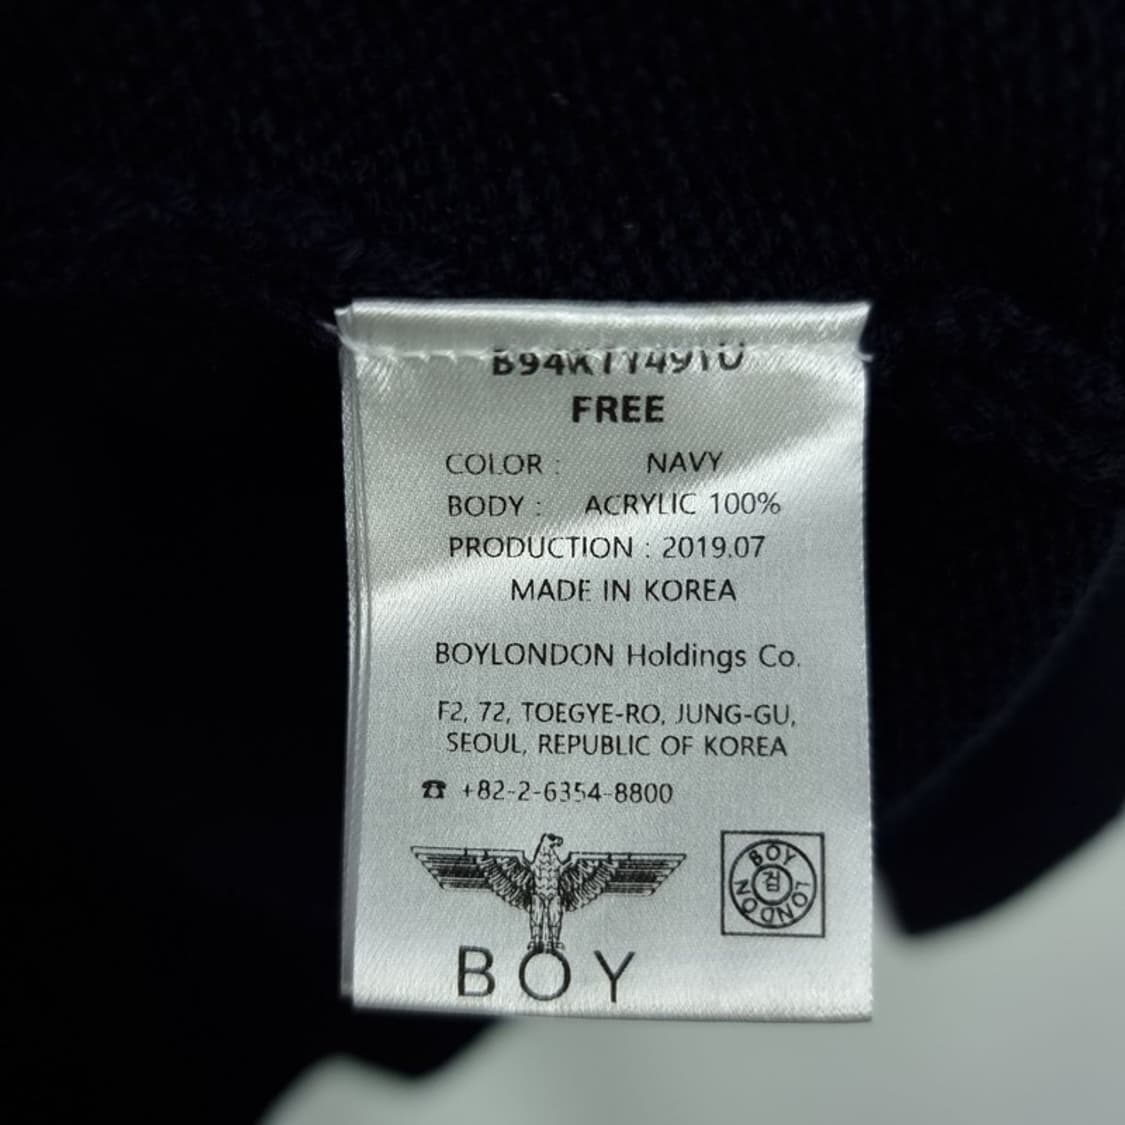 FREE
COLOR : NAVY
BODY : ACRYLIC 100%
PRODUCTION : 2019.07
MADE IN KOREA
BOYLONDON Holdings Co.
F2, 72, TOEGYE-RO, JUNG-GU,
SEOUL, REPUBLIC OF KOREA
☎ +82-2-6354-8800
BOY
BOY
검
LONDON